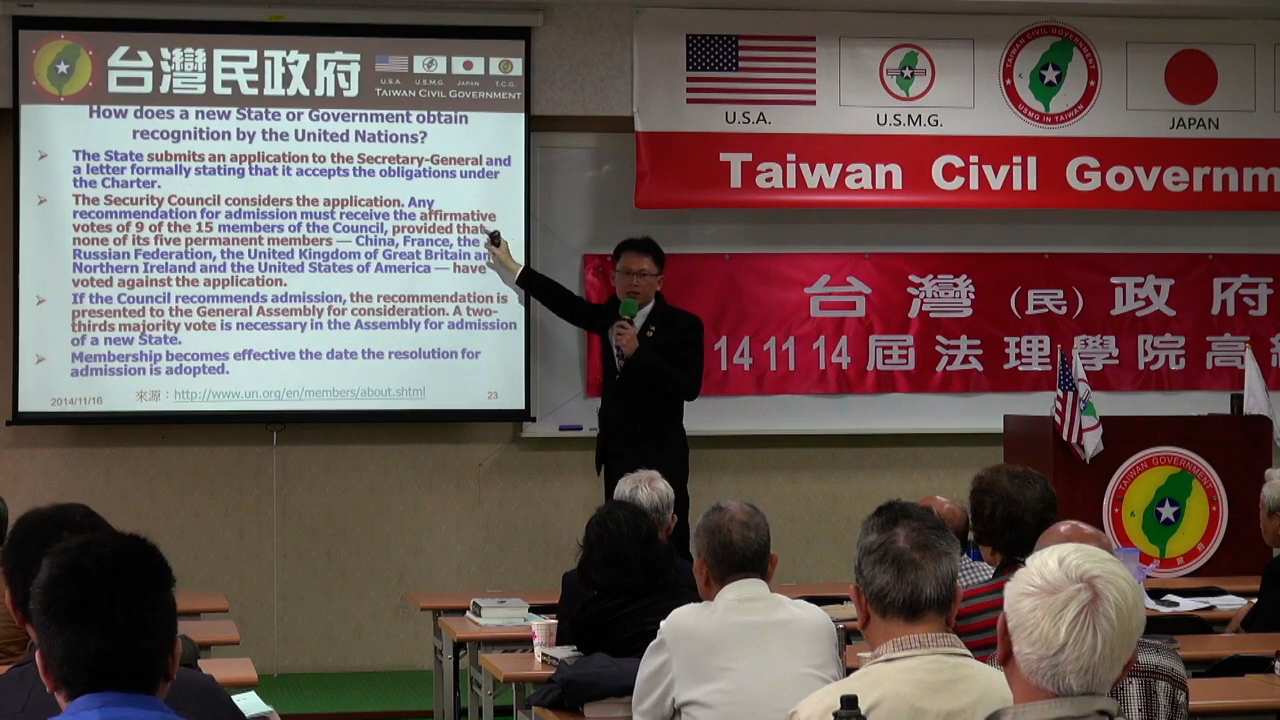 台灣民政府
U.S.A. U.S.M.G. JAPAN T.C.G.
TAIWAN CIVIL GOVERNMENT
How does a new State or Government obtain
recognition by the United Nations?
The State submits an application to the Secretary-General and
a letter formally stating that it accepts the obligations under
the Charter.
The Security Council considers the application. Any
recommendation for admission must receive the affirmative
votes of 9 of the 15 members of the Council, provided that
none of its five permanent members — China, France, the
Russian Federation, the United Kingdom of Great Britain an
Northern Ireland and the United States of America — have
voted against the application.
If the Council recommends admission, the recommendation is
presented to the General Assembly for consideration. A two-
thirds majority vote is necessary in the Assembly for admission
of a new State.
Membership becomes effective the date the resolution for
admission is adopted.
2014/11/16
來源：http://www.un.org/en/members/about.shtml
23
TAIWAN CIVIL GOVERNMENT
USMG IN TAIWAN
U.S.A.
U.S.M.G.
JAPAN
Taiwan Civil Governm
台灣(民)政府
14 11 14 屆法理學院高
TAIWAN GOVERNMENT